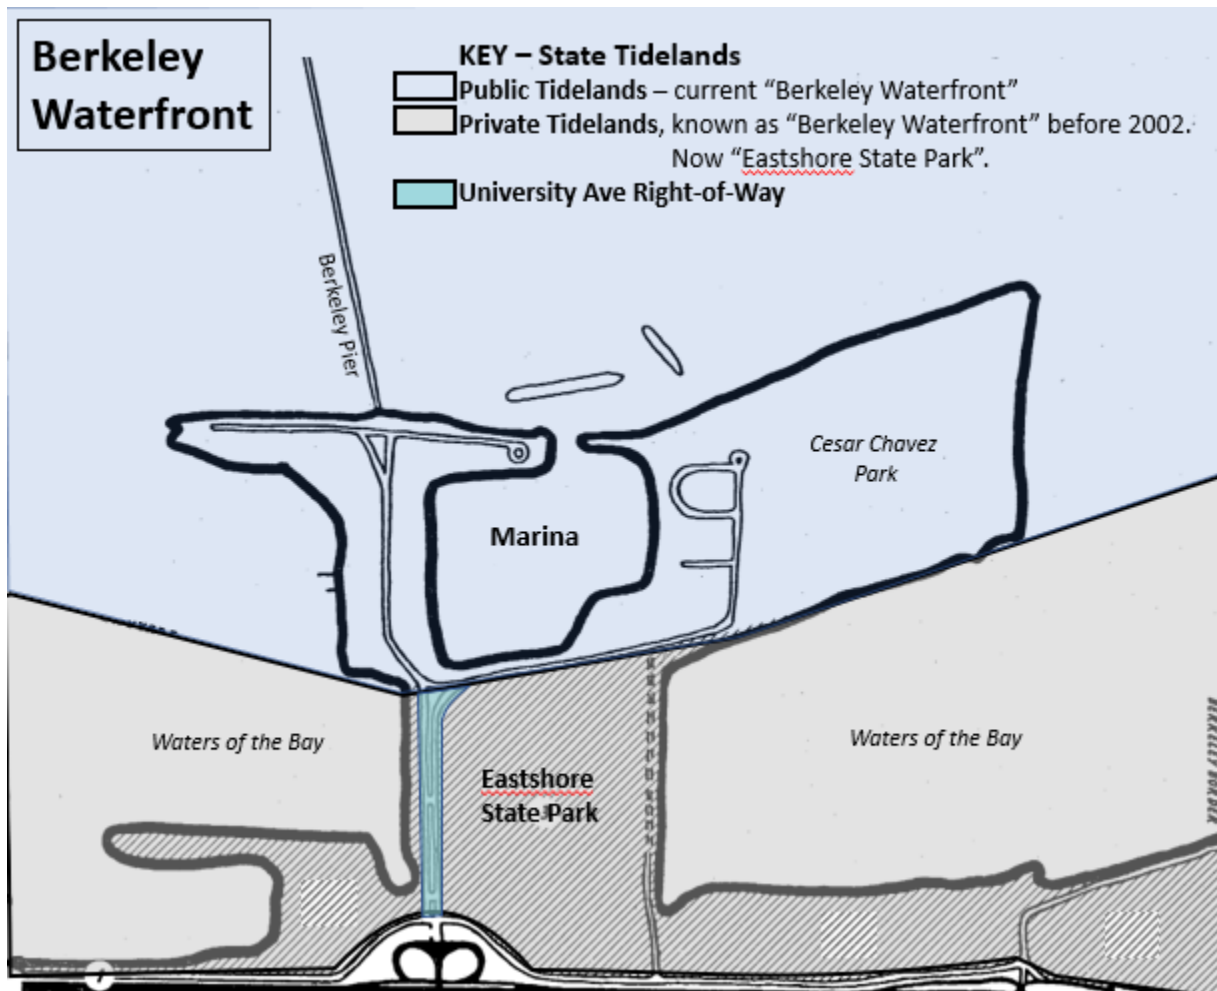 Berkeley
Waterfront
KEY – State Tidelands
Public Tidelands – current “Berkeley Waterfront”
Private Tidelands, known as “Berkeley Waterfront” before 2002.
Now “Eastshore State Park”.
University Ave Right-of-Way
Berkeley Pier
Cesar Chavez
Park
Marina
Waters of the Bay
Waters of the Bay
Eastshore
State Park